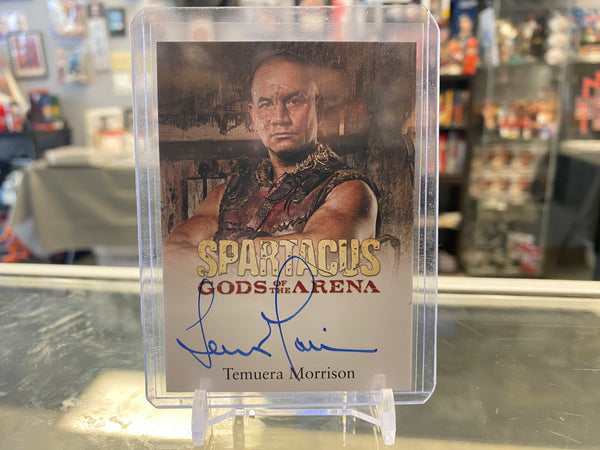 SPARTACUS
GODS OF THE ARENA
Temuera Morrison